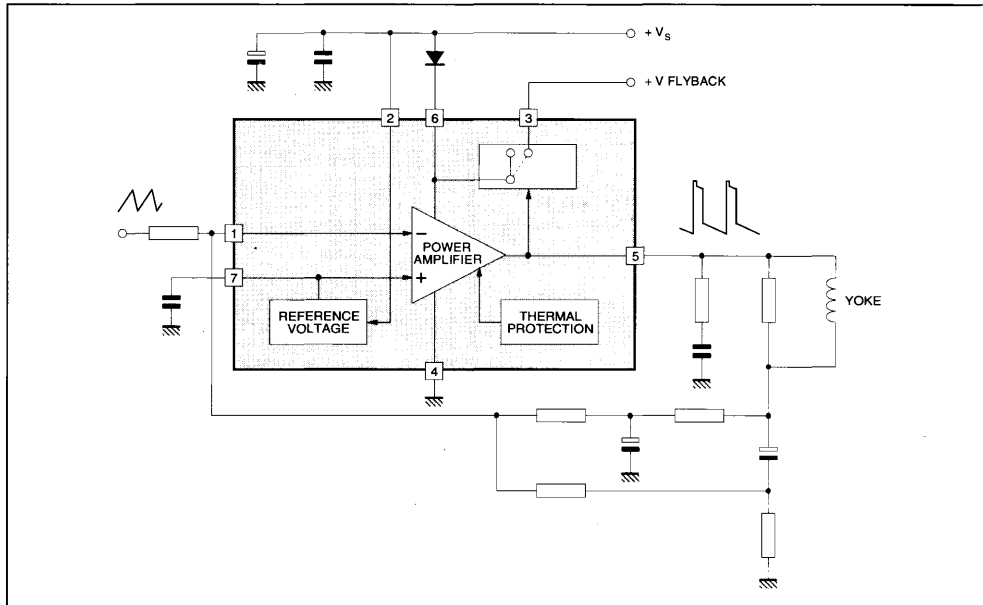 + VS
+ V FLYBACK
2
6
3
1
POWER
AMPLIFIER
−
+
5
7
REFERENCE
VOLTAGE
THERMAL
PROTECTION
YOKE
4